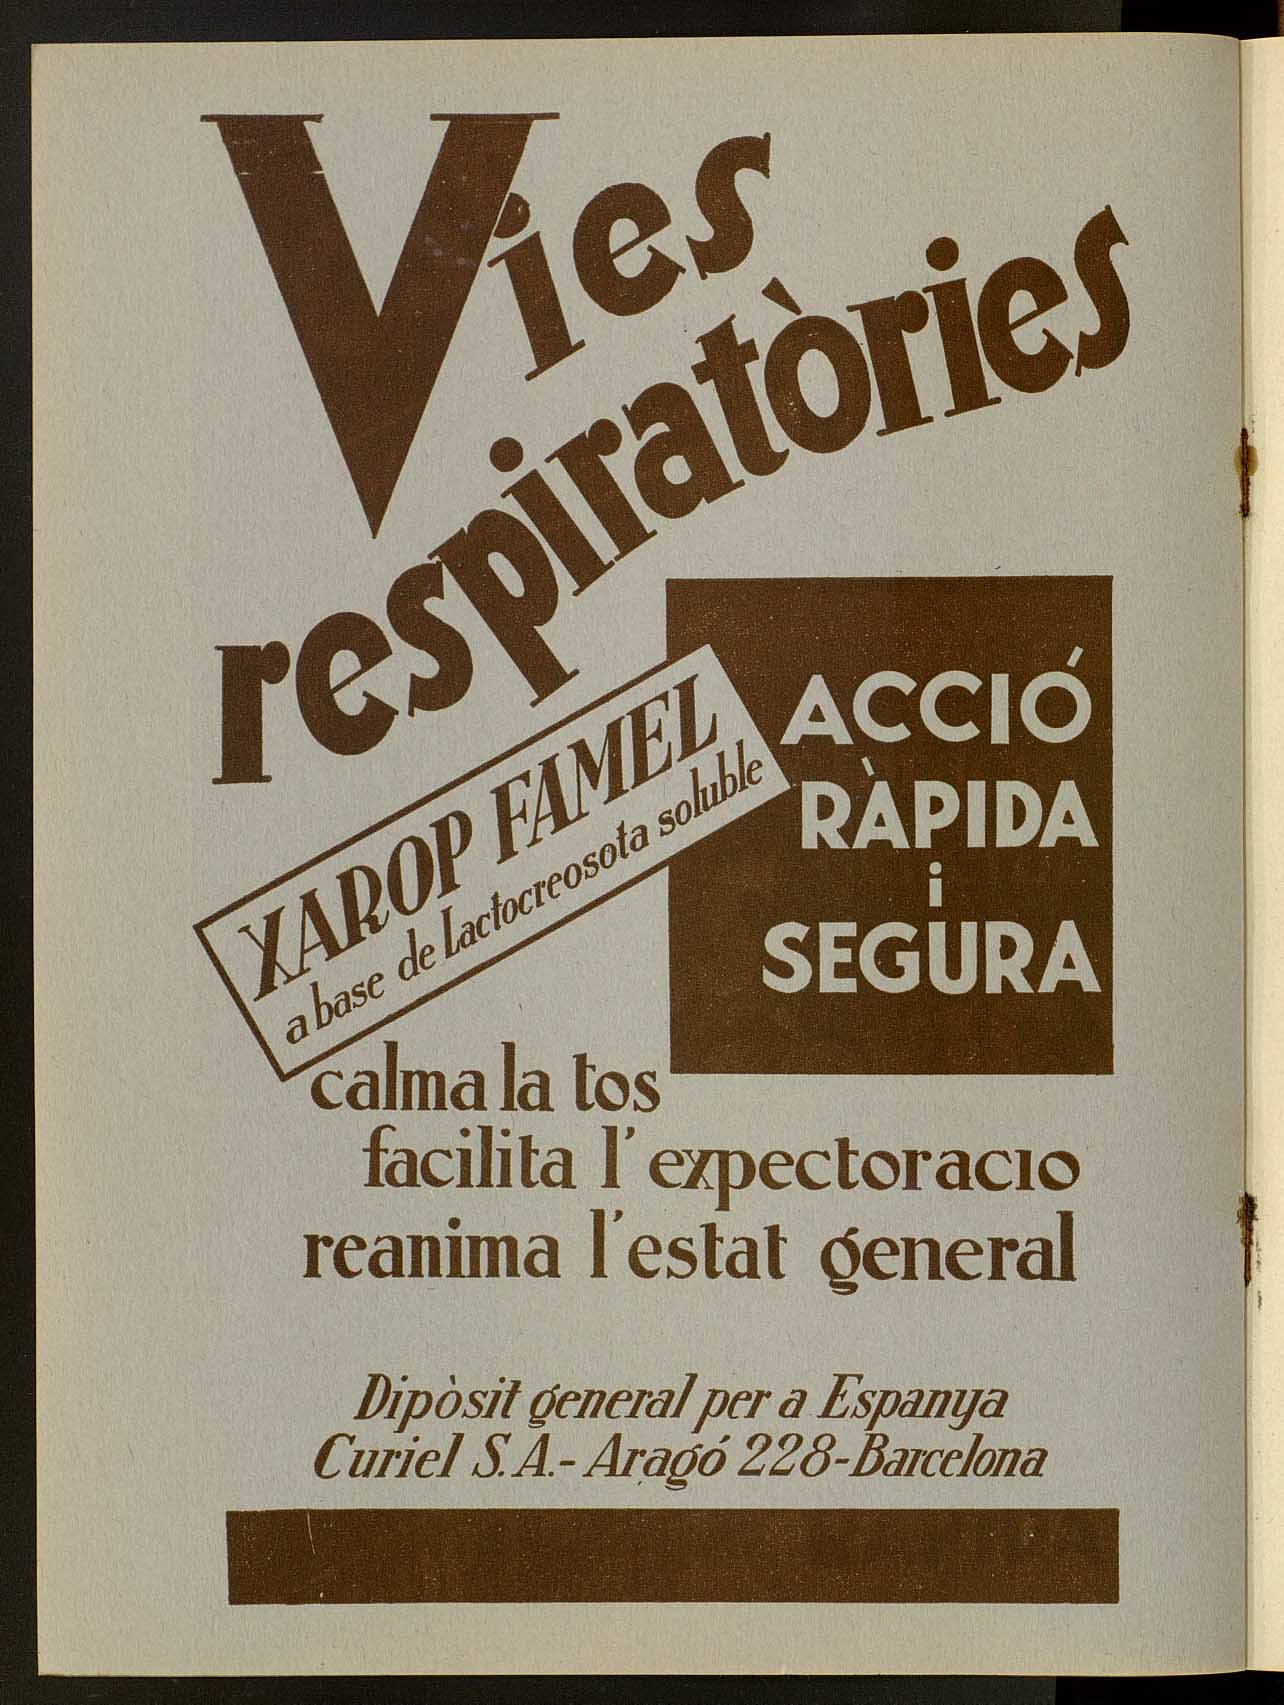 Vies
respiratòries
XAROP FAMEL
a base de Lactocreosota soluble
ACCIÓ
RÀPIDA
i
SEGURA
calma la tos
facilita l'expectoracio
reanima l'estat general
Dipòsit general per a Espanya
Curiel S.A.- Aragó 228-Barcelona